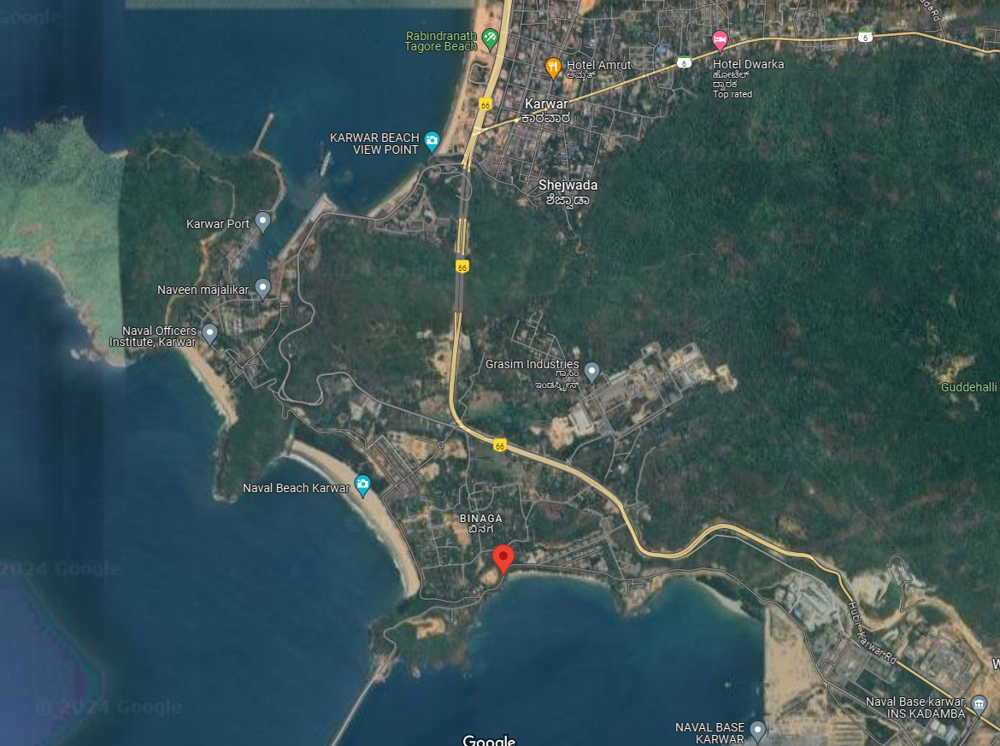 Google
Rabindranath
Tagore Beach
Hotel Amrut
ಅಮೃತ್
6
6
Hotel Dwarka
ಹೋಟೆಲ್
ದ್ವಾರಕ
Top rated
66
Karwar
ಕಾರವಾರ
KARWAR BEACH
VIEW POINT
Shejwada
ಶೆಜ್ವಾಡಾ
Karwar Port
66
Naveen majalikar
Naval Officers
Institute, Karwar
Grasim Industries
ಗ್ರಾಸಿಂ
ಇಂಡಸ್ಟ್ರೀಸ್
Guddehalli
66
Naval Beach Karwar
BINAGA
ಬಿನಗ
2024 Google
Hubli - Karwar Rd
© 2024 Google
Naval Base karwar,
INS KADAMBA
NAVAL BASE
KARWAR
Google